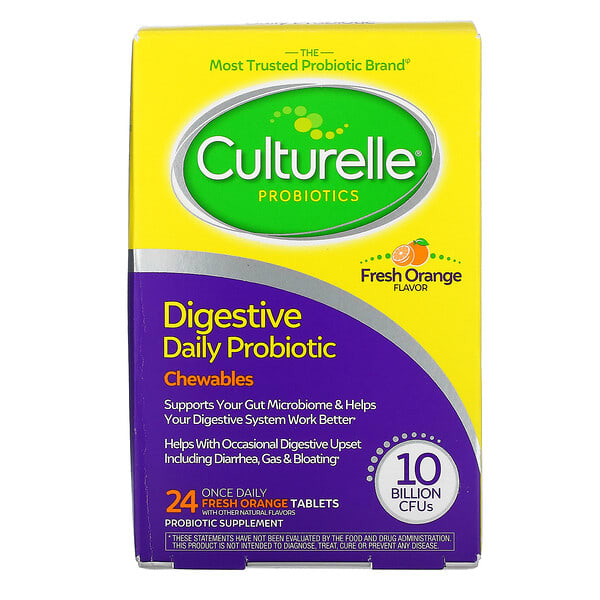 THE
Most Trusted Probiotic Brand^φ
Culturelle®
PROBIOTICS
Fresh Orange
FLAVOR
Digestive
Daily Probiotic
Chewables
Supports Your Gut Microbiome & Helps
Your Digestive System Work Better*
Helps With Occasional Digestive Upset
Including Diarrhea, Gas & Bloating*
10
BILLION
CFUs
24 ONCE DAILY
FRESH ORANGE TABLETS
WITH OTHER NATURAL FLAVORS
PROBIOTIC SUPPLEMENT
* THESE STATEMENTS HAVE NOT BEEN EVALUATED BY THE FOOD AND DRUG ADMINISTRATION.
THIS PRODUCT IS NOT INTENDED TO DIAGNOSE, TREAT, CURE OR PREVENT ANY DISEASE.